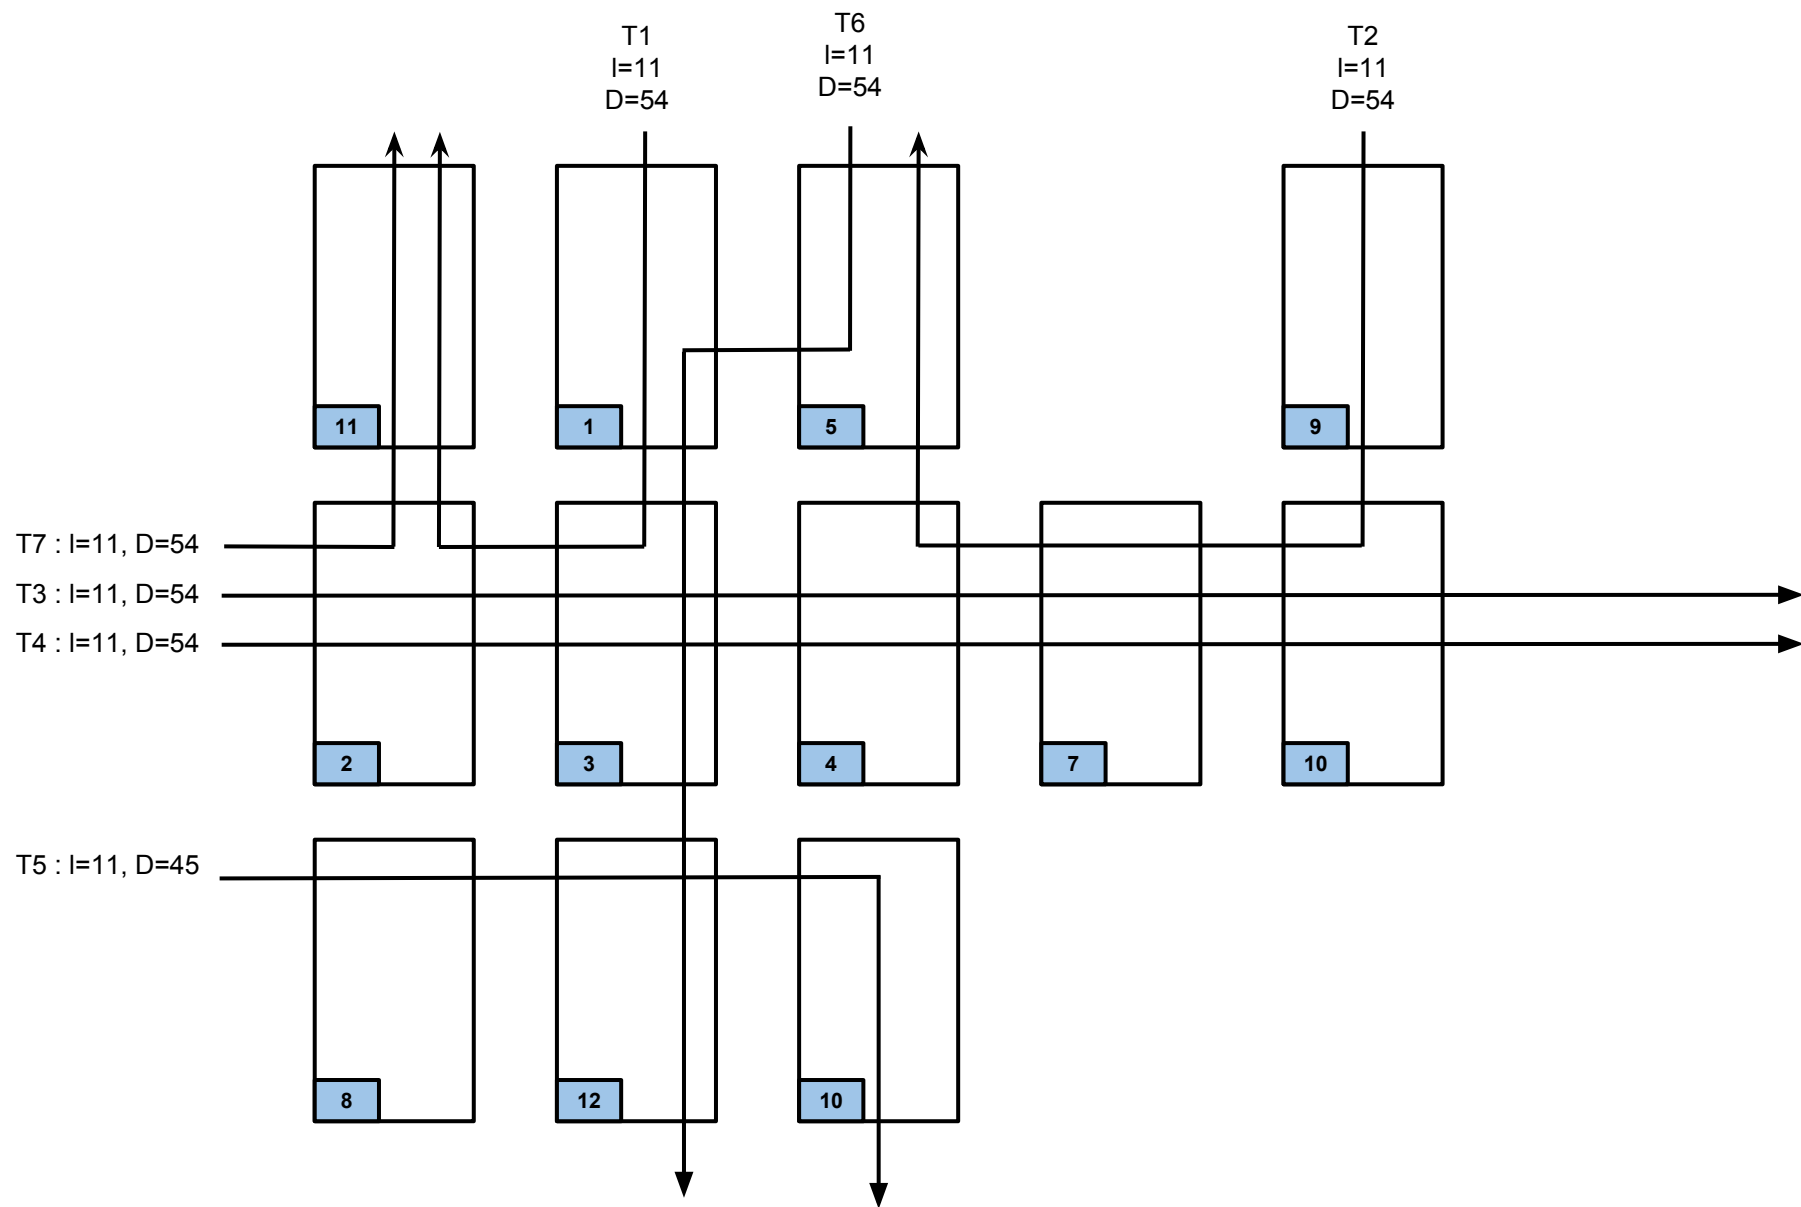 T1
I=11
D=54
T6
I=11
D=54
T2
I=11
D=54
11
1
5
9
T7 : I=11, D=54
T3 : I=11, D=54
T4 : I=11, D=54
2
3
4
7
10
T5 : I=11, D=45
8
12
10